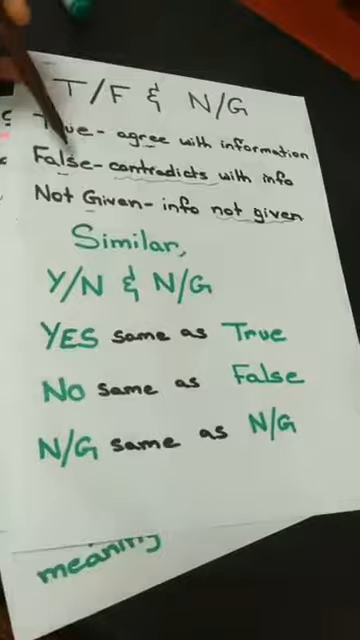 T/F & N/G
True- agree with information
False- contradicts with info
Not Given- info not given
Similar,
Y/N & N/G
YES same as True
No same as False
N/G same as N/G
meaning